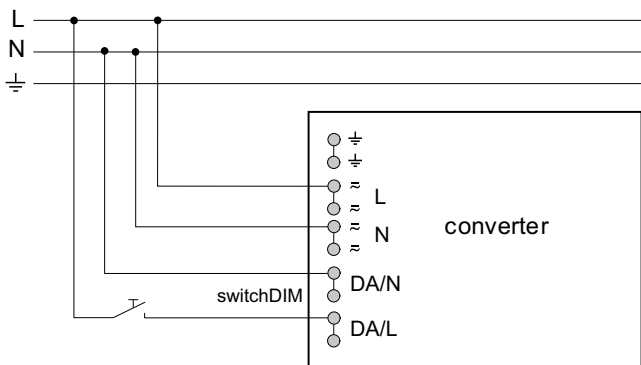 L
N
⏚
⏚
⏚
≂
L
≂
≂
N
≂
converter
DA/N
switchDIM
DA/L